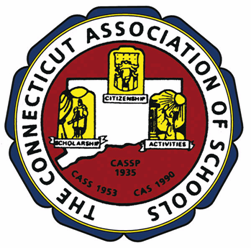 THE CONNECTICUT ASSOCIATION OF SCHOOLS
CITIZENSHIP
SCHOLARSHIP
ACTIVITIES
CASSP
1935
CASS 1953 CAS 1990